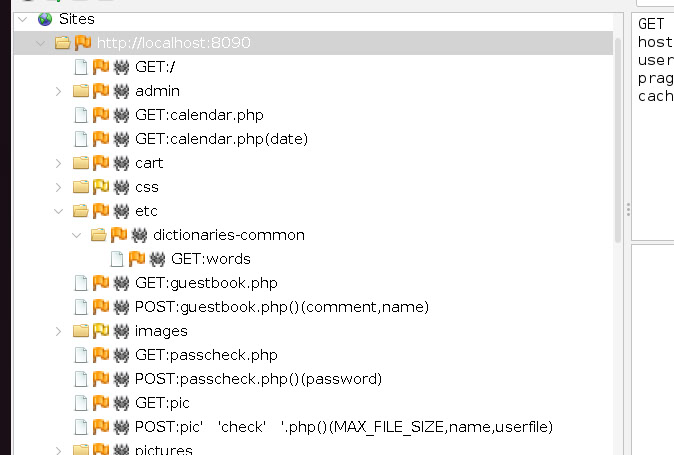 Sites
http://localhost:8090
GET:/
admin
GET:calendar.php
GET:calendar.php(date)
cart
css
etc
dictionaries-common
GET:words
GET:guestbook.php
POST:guestbook.php()(comment,name)
images
GET:passcheck.php
POST:passcheck.php()(password)
GET:pic
POST:pic' 'check' '.php()(MAX_FILE_SIZE,name,userfile)
pictures
GET
host
user
prag
cach